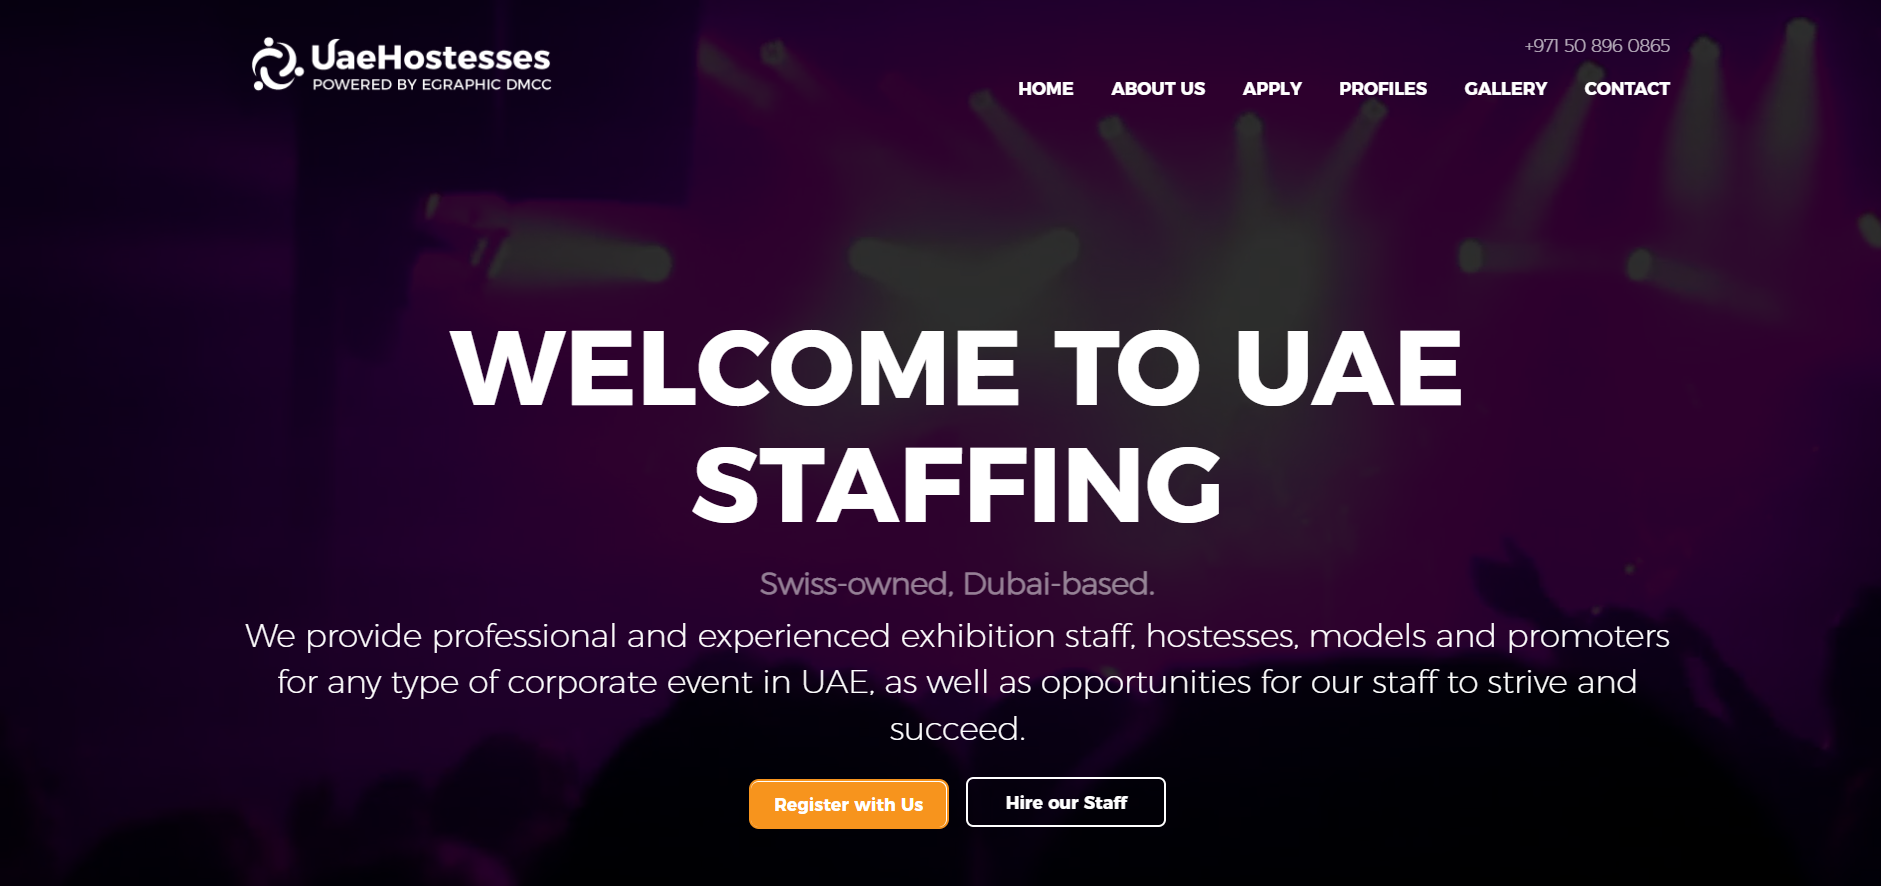 UaeHostesses
POWERED BY EGRAPHIC DMCC
+971 50 896 0865
HOME ABOUT US APPLY PROFILES GALLERY CONTACT
WELCOME TO UAE
STAFFING
Swiss-owned, Dubai-based.
We provide professional and experienced exhibition staff, hostesses, models and promoters
for any type of corporate event in UAE, as well as opportunities for our staff to strive and
succeed.
Register with Us Hire our Staff